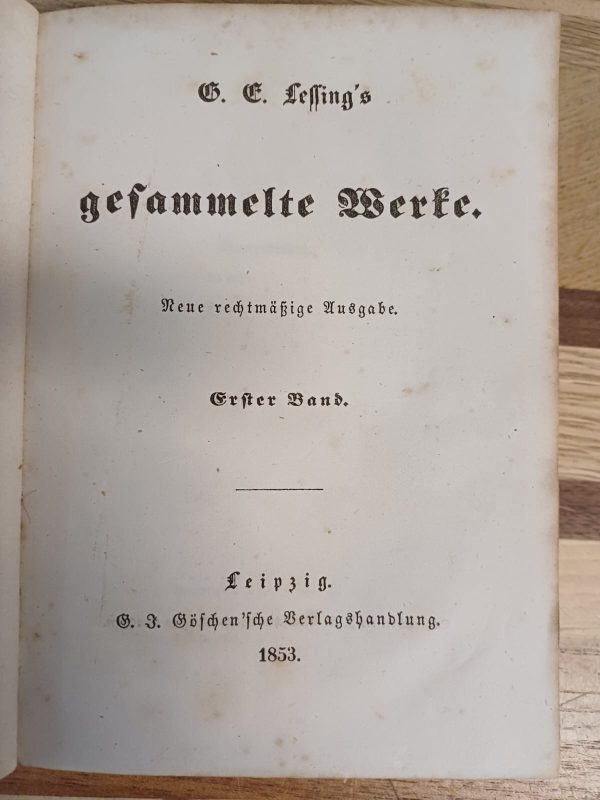 G. E. Lessing's
gesammelte Werke.
Neue rechtmäßige Ausgabe.
Erster Band.
Leipzig.
G. J. Göschen'sche Verlagshandlung.
1853.